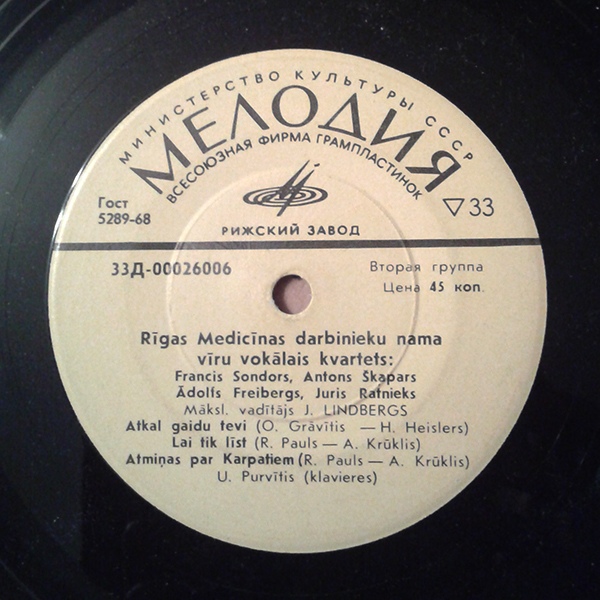 МИНИСТЕРСТВО КУЛЬТУРЫ СССР
МЕЛОДИЯ
ВСЕСОЮЗНАЯ ФИРМА ГРАМПЛАСТИНОК
Гост
5289-68
33
РИЖСКИЙ ЗАВОД
33Д-00026006
Вторая группа
Цена 45 коп.
Rīgas Medicīnas darbinieku nama
vīru vokālais kvartets:
Francis Sondors, Antons Škapars
Ādolfs Freibergs, Juris Ratnieks
Māksl. vadītājs J. LINDBERGS
Atkal gaidu tevi (O. Grāvītis — H. Heislers)
Lai tik līst (R. Pauls — A. Krūklis)
Atmiņas par Karpatiem (R. Pauls — A. Krūklis)
U. Purvītis (klavieres)